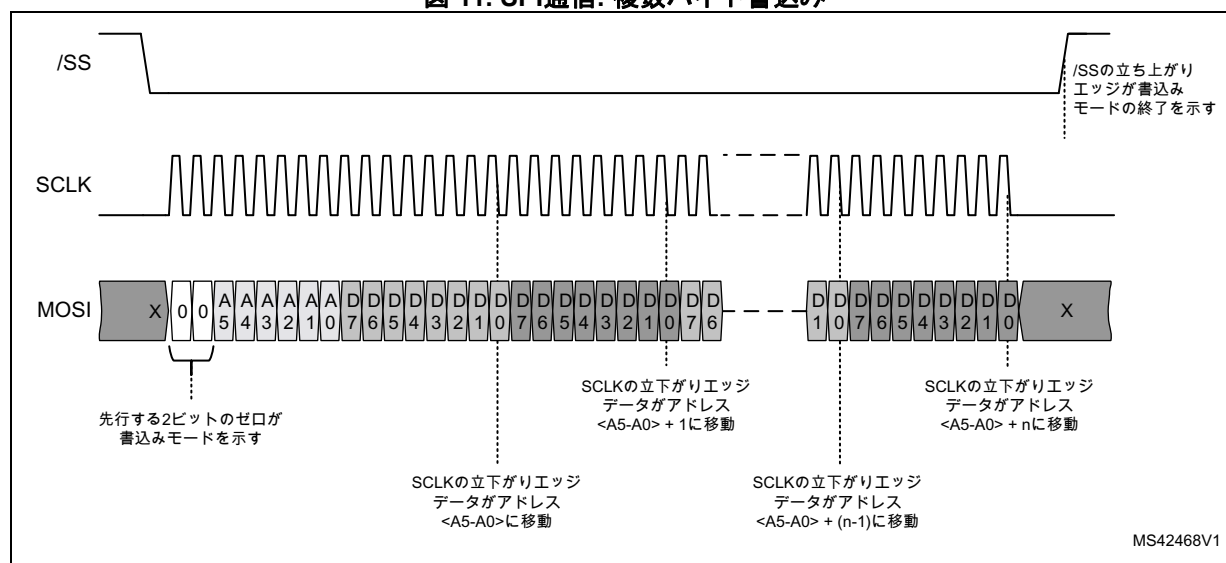 図 11. SPI通信: 複数バイト書込み
/SS
/SSの立ち上がり
エッジが書込み
モードの終了を示す
SCLK
MOSI
X 0 0 A5 A4 A3 A2 A1 A0 D7 D6 D5 D4 D3 D2 D1 D0 D7 D6 D5 D4 D3 D2 D1 D0 D7 D6 D1 D0 D7 D6 D5 D4 D3 D2 D1 D0 X
先行する2ビットのゼロが
書込みモードを示す
SCLKの立下がりエッジ
データがアドレス
<A5-A0>に移動
SCLKの立下がりエッジ
データがアドレス
<A5-A0> + 1に移動
SCLKの立下がりエッジ
データがアドレス
<A5-A0> + (n-1)に移動
SCLKの立下がりエッジ
データがアドレス
<A5-A0> + nに移動
MS42468V1